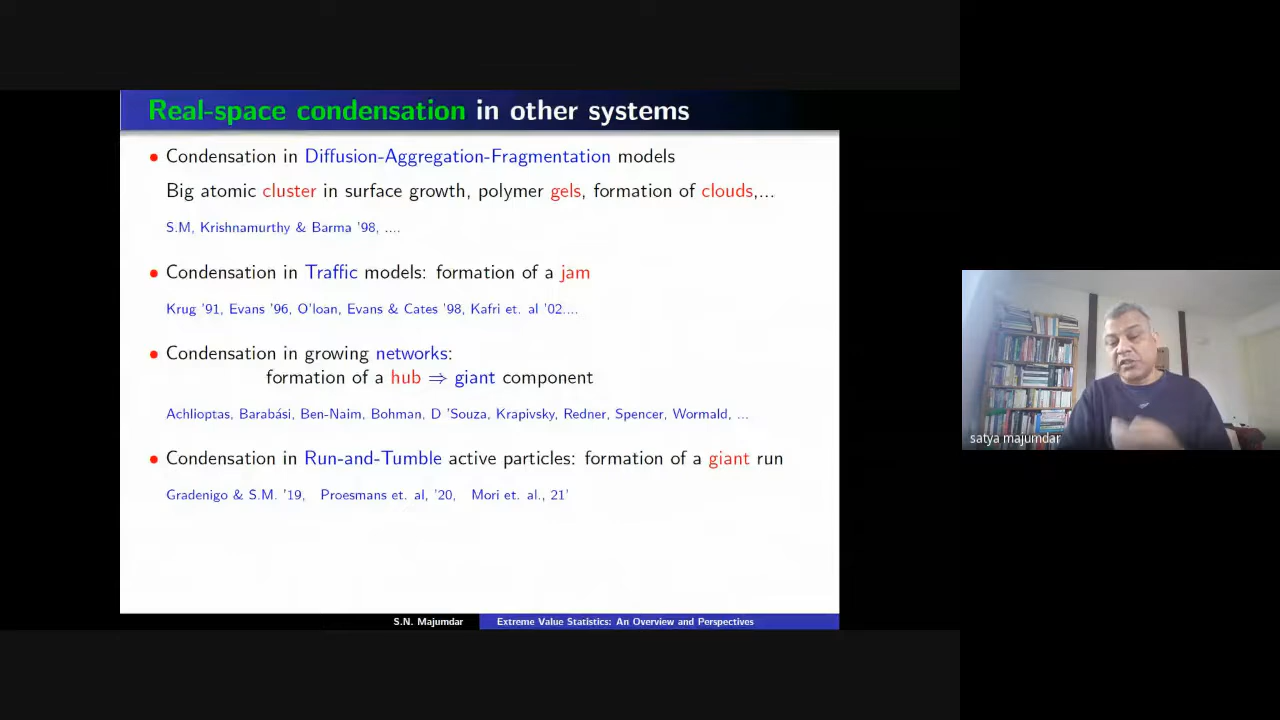 Real-space condensation in other systems
• Condensation in Diffusion-Aggregation-Fragmentation models
Big atomic cluster in surface growth, polymer gels, formation of clouds,...
S.M, Krishnamurthy & Barma '98, ....
• Condensation in Traffic models: formation of a jam
Krug '91, Evans '96, O'loan, Evans & Cates '98, Kafri et. al '02....
• Condensation in growing networks:
formation of a hub ⇒ giant component
Achlioptas, Barabási, Ben-Naim, Bohman, D 'Souza, Krapivsky, Redner, Spencer, Wormald, ...
• Condensation in Run-and-Tumble active particles: formation of a giant run
Gradenigo & S.M. '19, Proesmans et. al, '20, Mori et. al., 21'
S.N. Majumdar Extreme Value Statistics: An Overview and Perspectives
satya majumdar